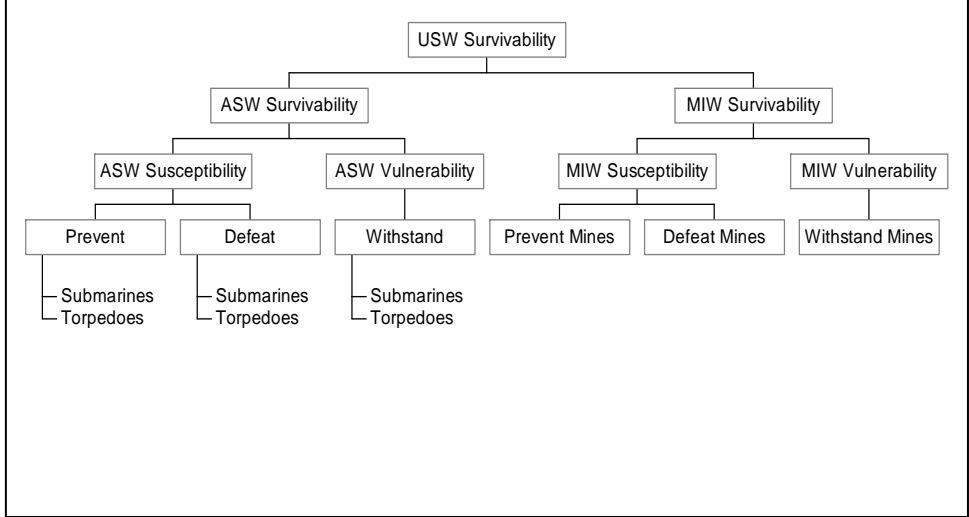 USW Survivability
ASW Survivability
MIW Survivability
ASW Susceptibility
ASW Vulnerability
MIW Susceptibility
MIW Vulnerability
Prevent
Defeat
Withstand
Prevent Mines
Defeat Mines
Withstand Mines
Submarines
Torpedoes
Submarines
Torpedoes
Submarines
Torpedoes